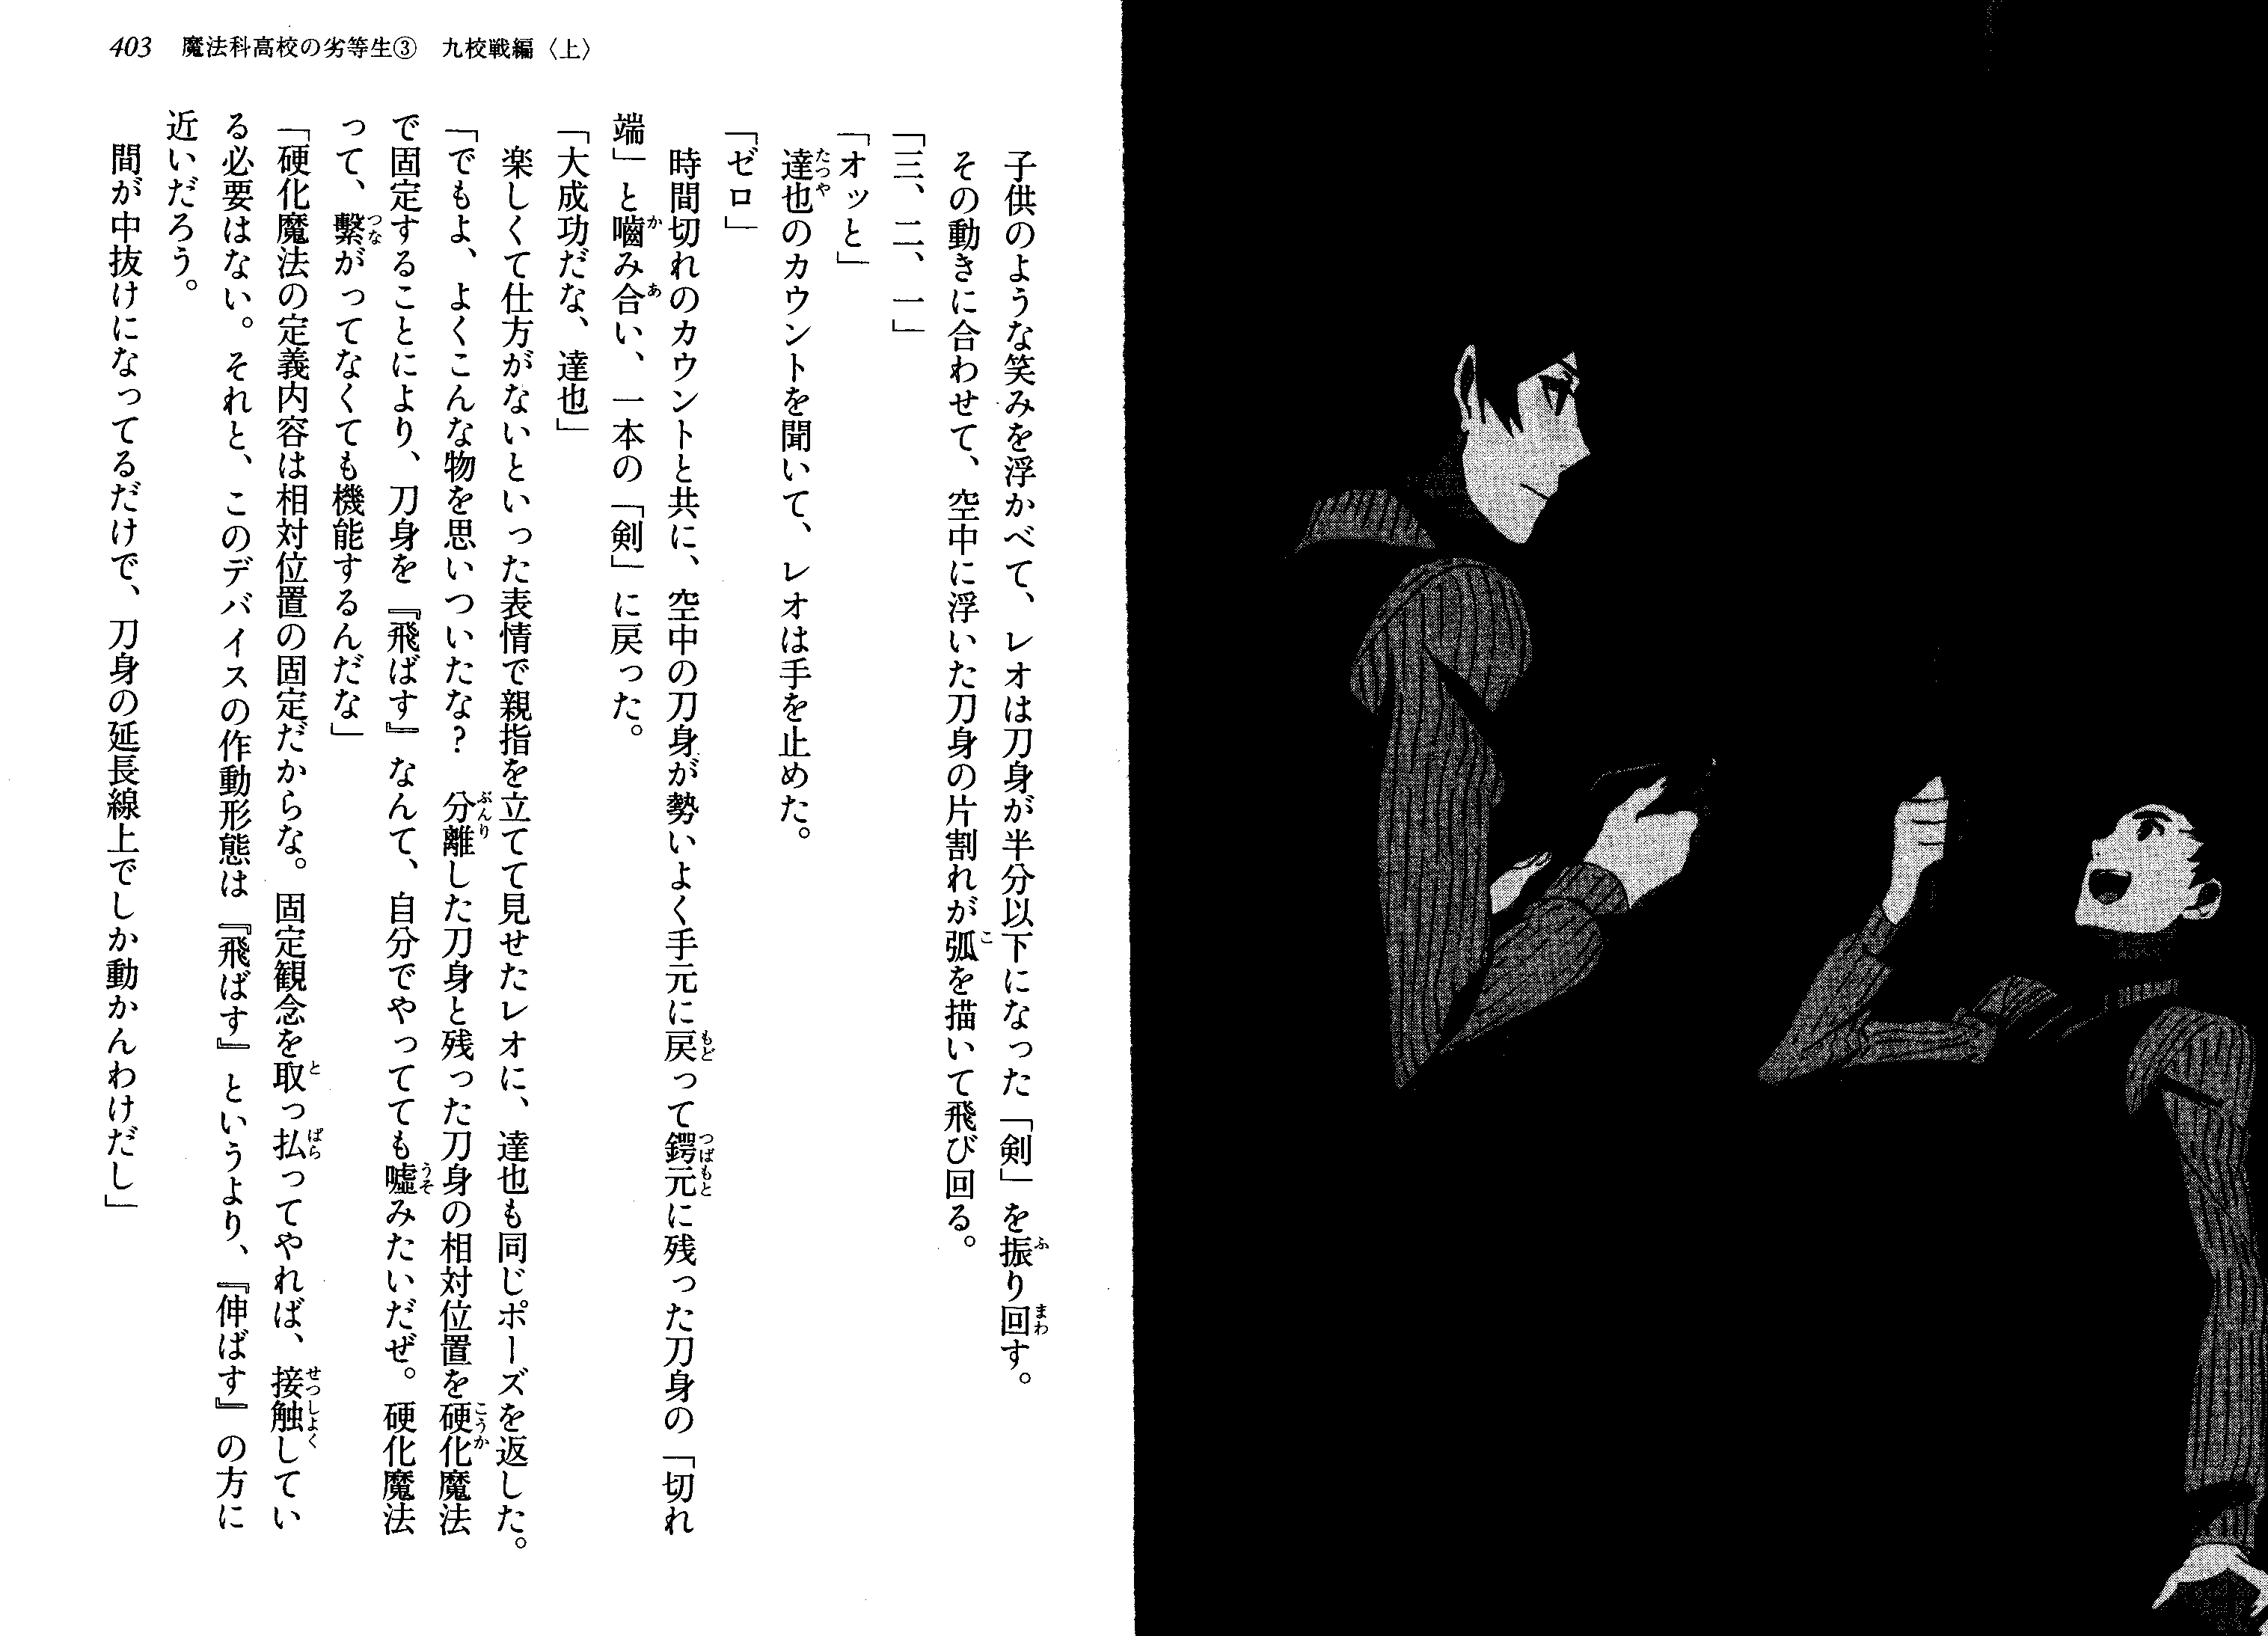 403 魔法科高校の劣等生③ 九校戦編〈上〉
子供のような笑みを浮かべて、レオは刀身が半分以下になった「剣」を振り回す。
その動きに合わせて、空中に浮いた刀身の片割れが弧を描いて飛び回る。
「三、二、一」
「オッと」
達也のカウントを聞いて、レオは手を止めた。
「ゼロ」
時間切れのカウントと共に、空中の刀身が勢いよく手元に戻って鍔元に残った刀身の「切れ
端」と嚙み合い、一本の「剣」に戻った。
「大成功だな、達也」
楽しくて仕方がないといった表情で親指を立てて見せたレオに、達也も同じポーズを返した。
「でもよ、よくこんな物を思いついたな？ 分離した刀身と残った刀身の相対位置を硬化魔法
で固定することにより、刀身を『飛ばす』なんて、自分でやってても嘘みたいだぜ。硬化魔法
って、繫がってなくても機能するんだな」
「硬化魔法の定義内容は相対位置の固定だからな。固定観念を取っ払ってやれば、接触してい
る必要はない。それと、このデバイスの作動形態は『飛ばす』というより、『伸ばす』の方に
近いだろう。
間が中抜けになってるだけで、刀身の延長線上でしか動かんわけだし」